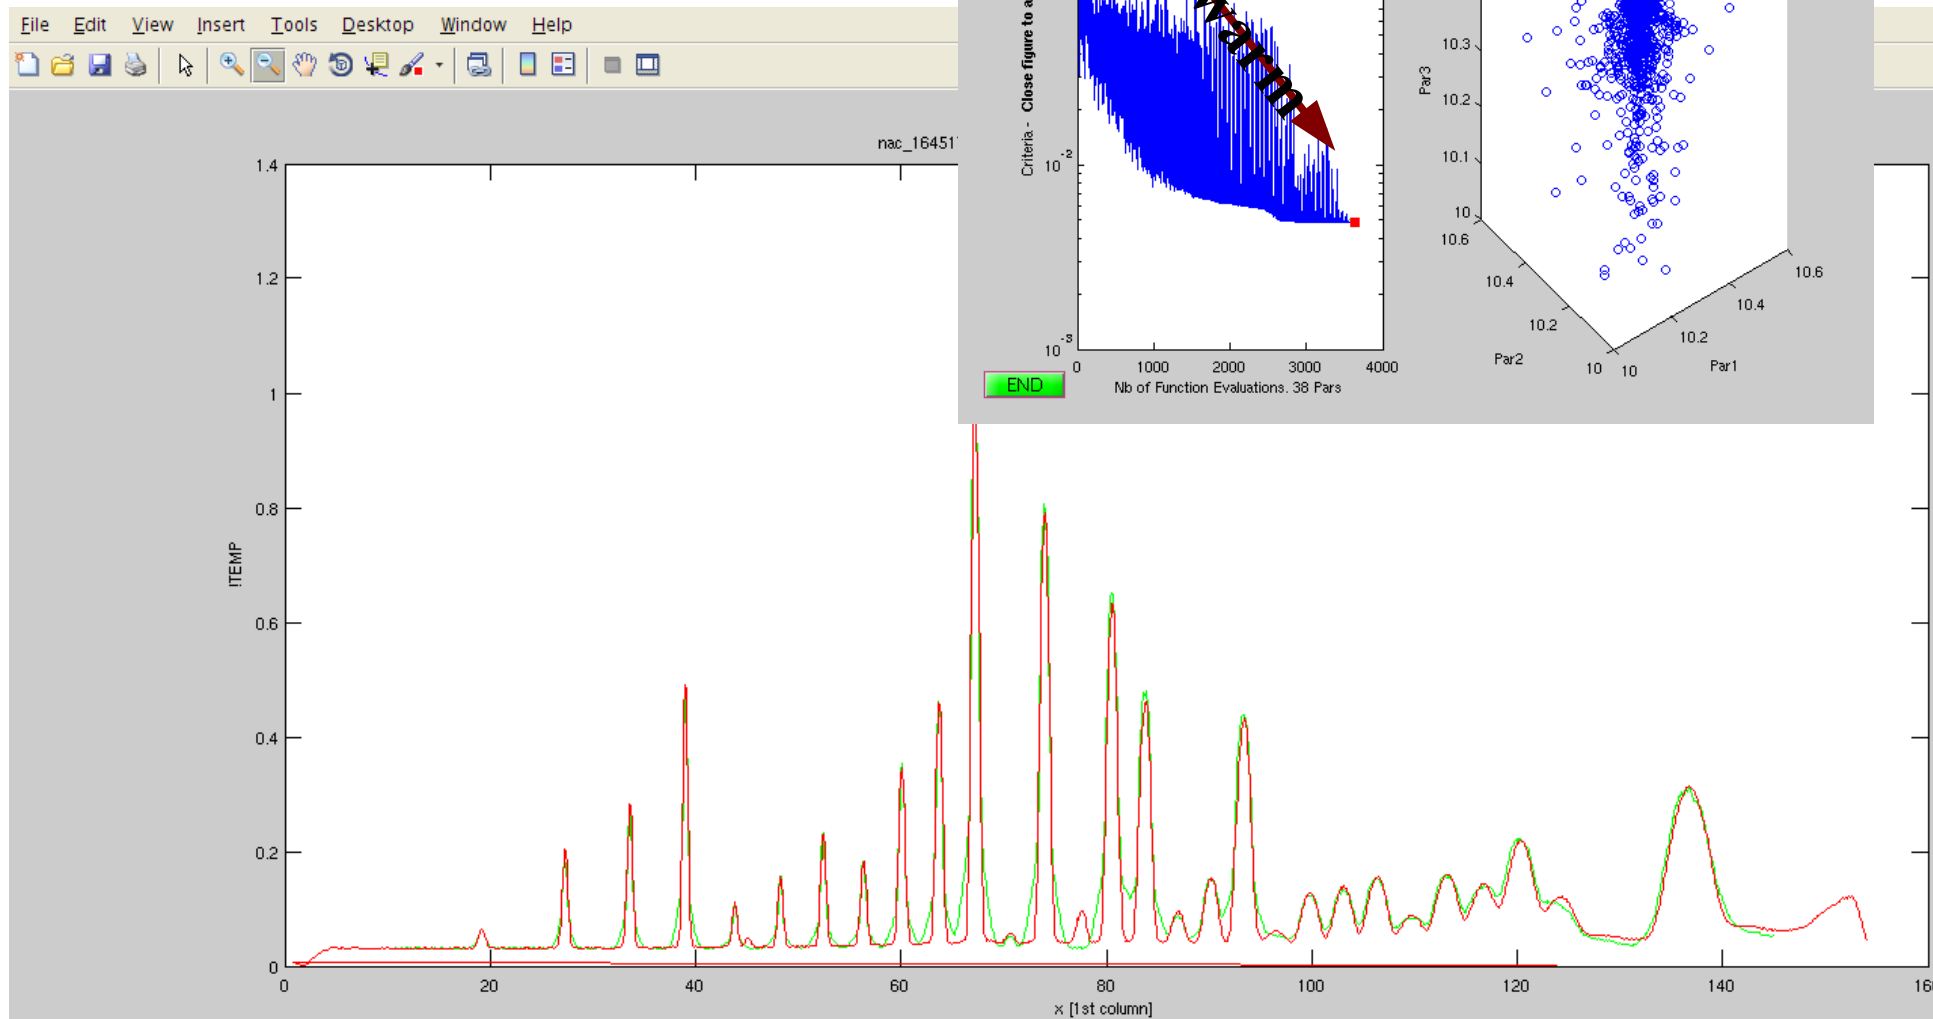 File Edit View Insert Tools Desktop Window Help
nac_16451
1.4
1.2
1
0.8
0.6
0.4
0.2
0
!TEMP
0 20 40 60 80 100 120 140 16
x [1st column]
Criteria - Close figure to a
warm
10-2
10-3
0 1000 2000 3000 4000
Nb of Function Evaluations. 38 Pars
END
Par3
10.3
10.2
10.1
10
10.6
10.4
10.2
10
Par2
10
10.2
10.4
10.6
Par1